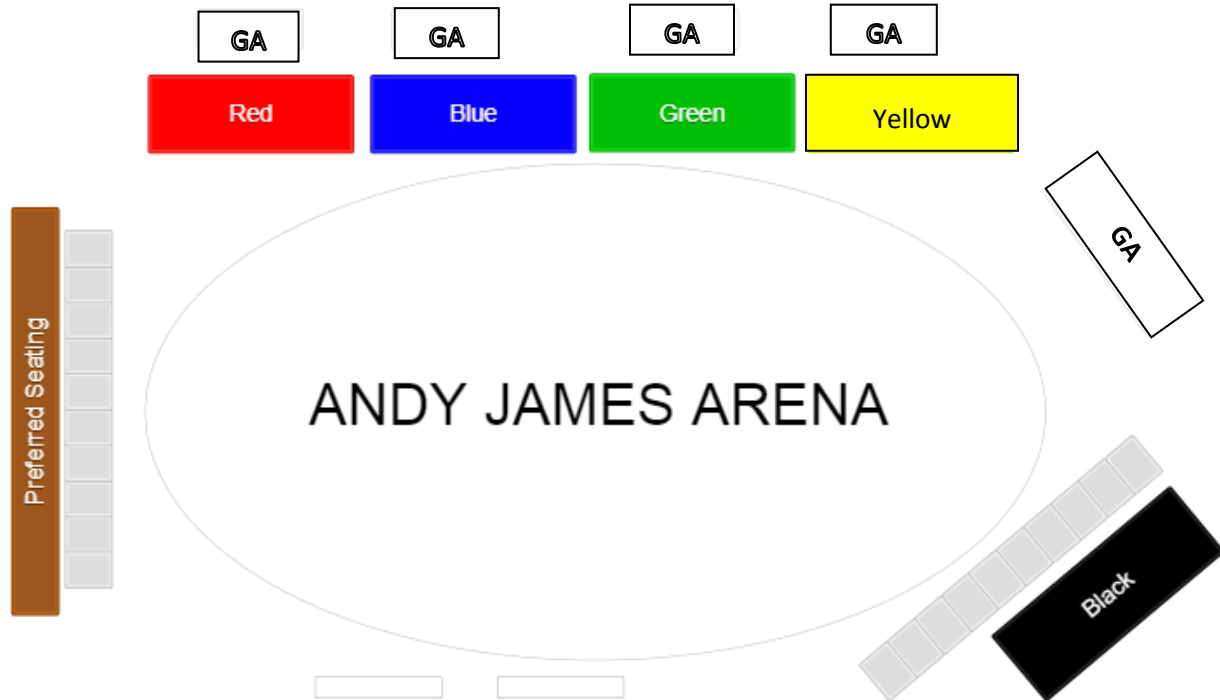 GA
GA
GA
GA
Red
Blue
Green
Yellow
GA
Preferred Seating
ANDY JAMES ARENA
Black